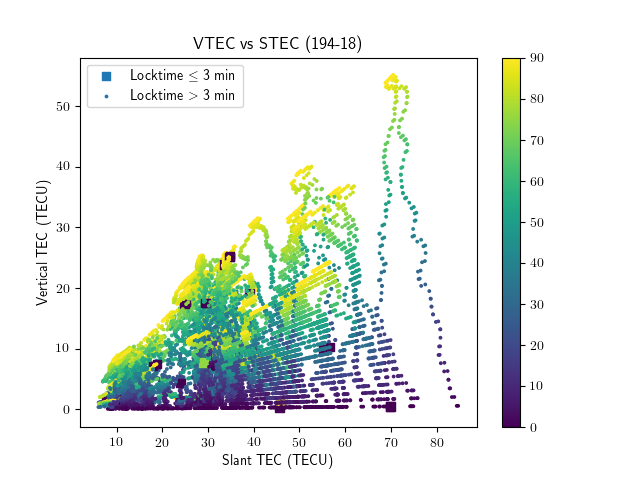 VTEC vs STEC (194-18)
Locktime ≤ 3 min
Locktime > 3 min
Vertical TEC (TECU)
50
40
30
20
10
0
10 20 30 40 50 60 70 80
Slant TEC (TECU)
90
80
70
60
50
40
30
20
10
0